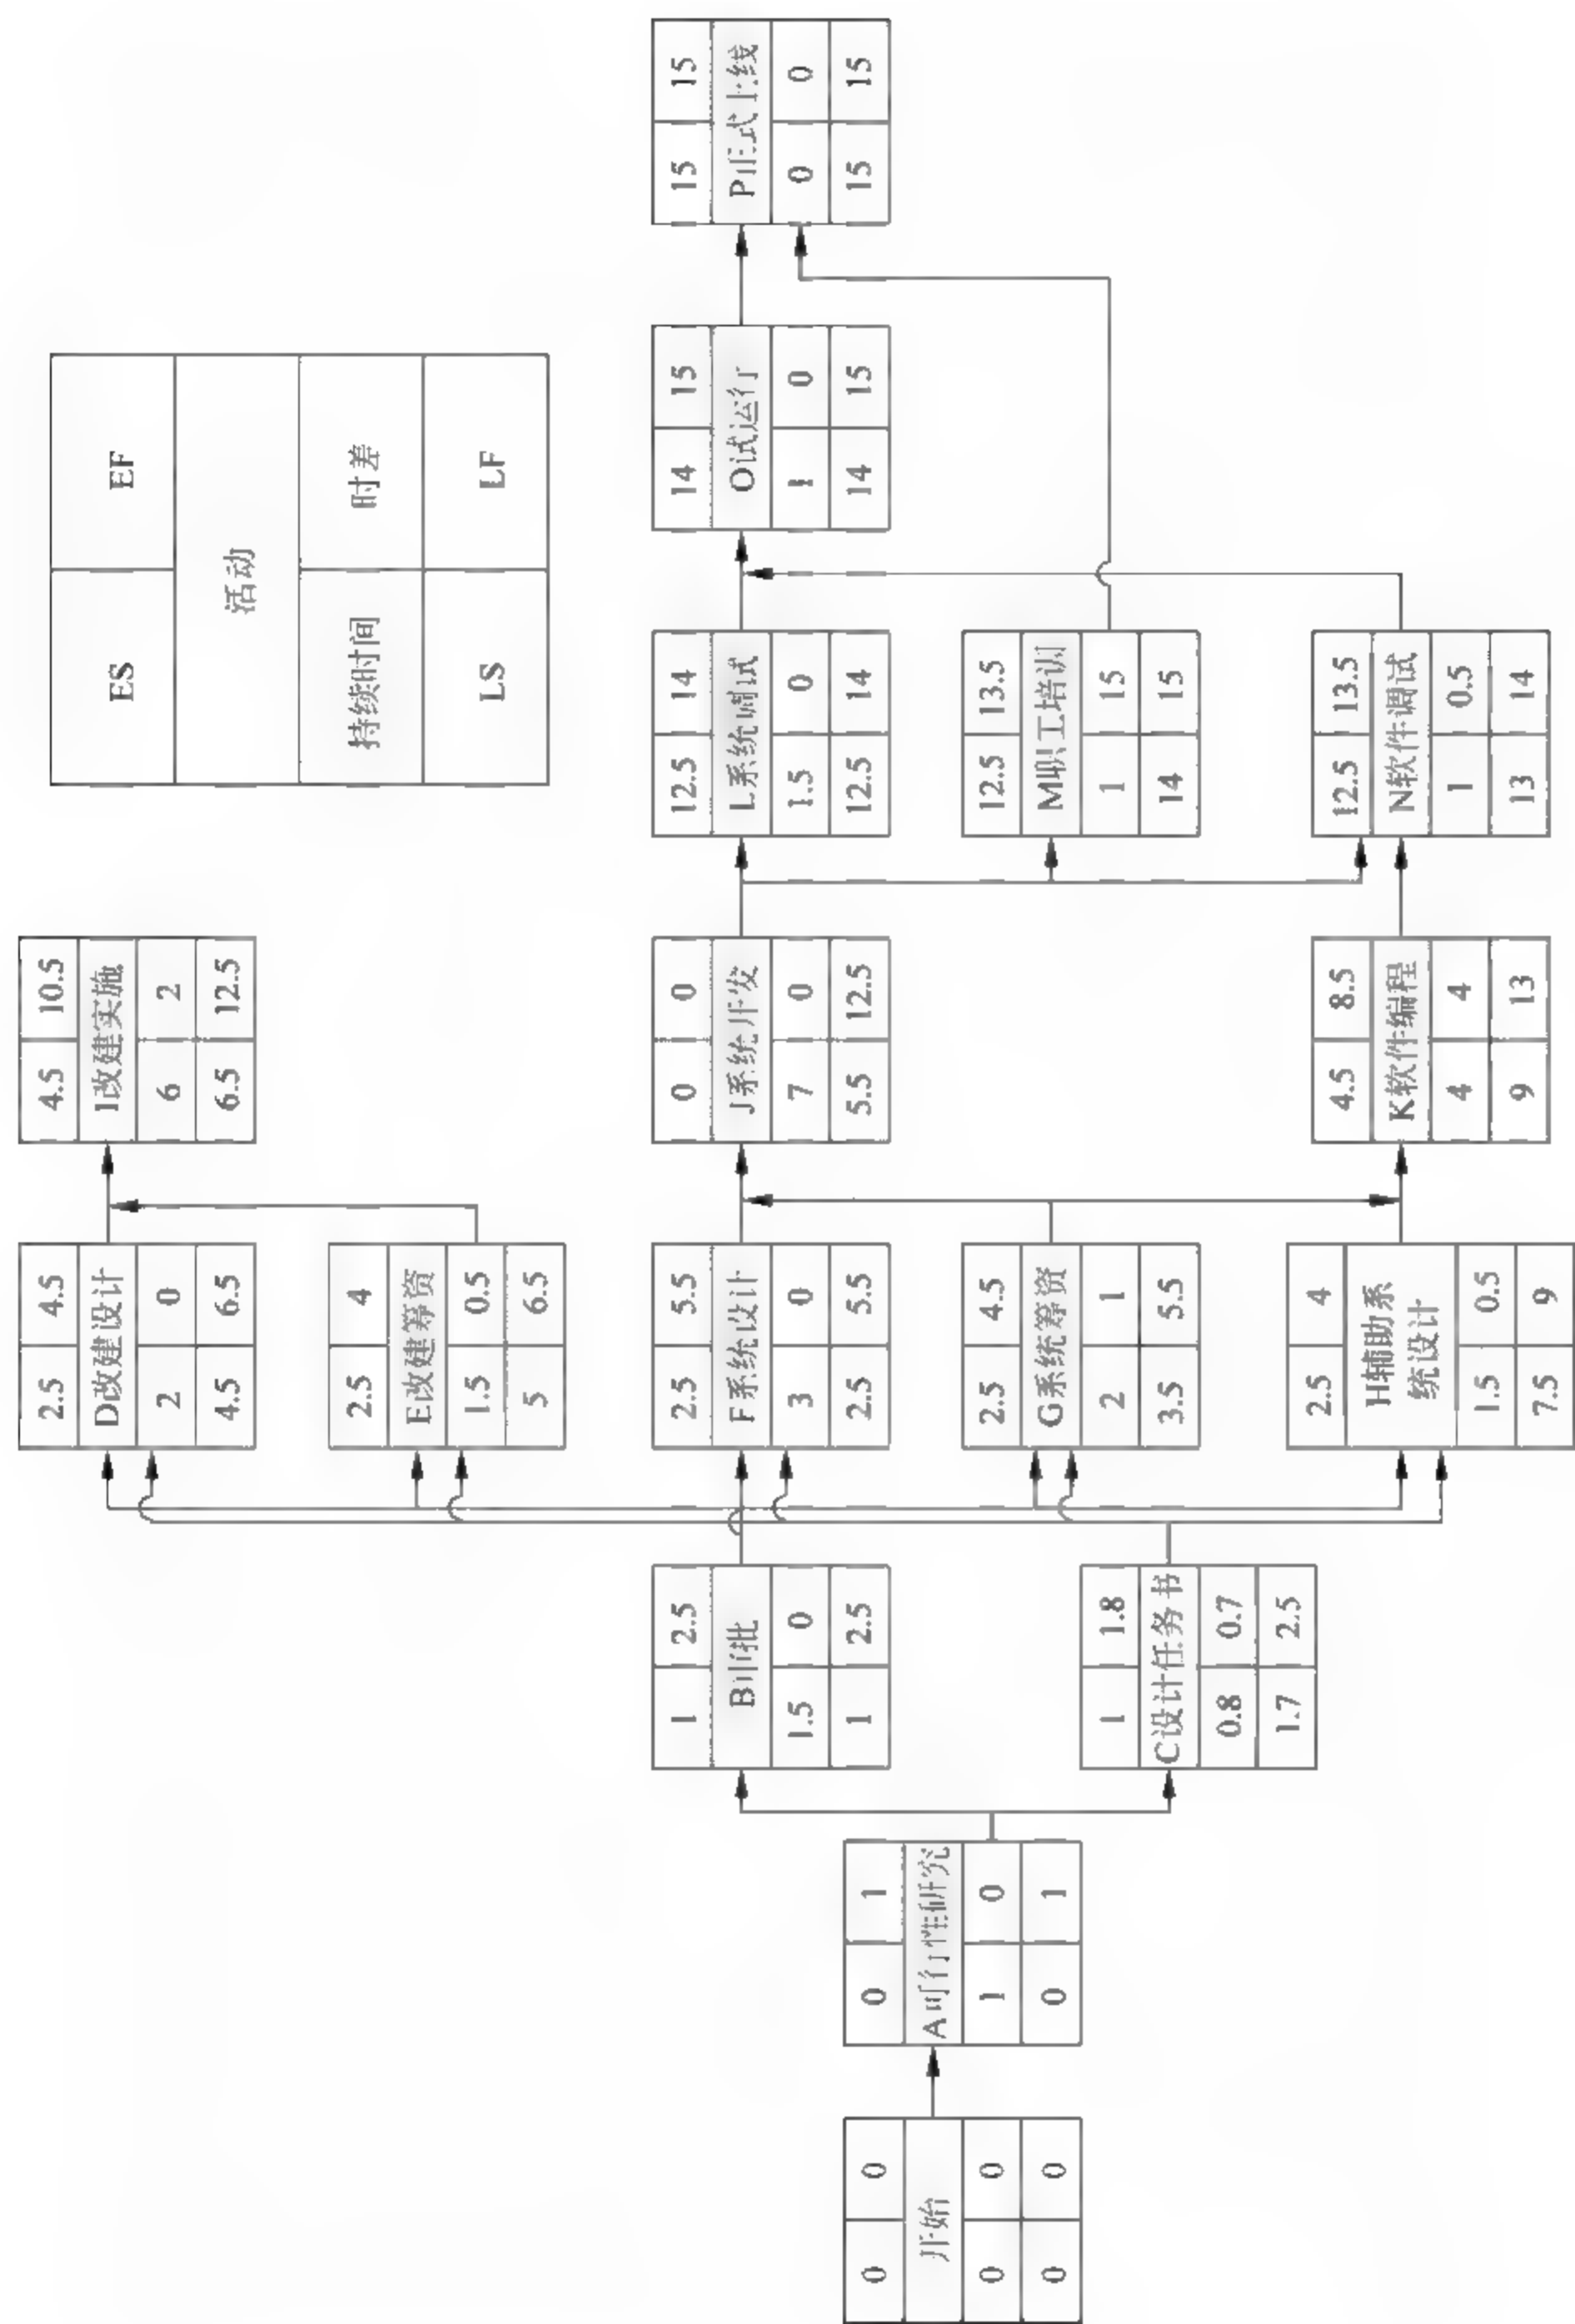 ES EF
活动
持续时间 时差
LS LF
0 0
开始
0 0
0 0
0 1
A可行性研究
1 0
0 1
1 2.5
B审批
1.5 0
1 2.5
1 1.8
C设计任务书
0.8 0.7
1.7 2.5
2.5 4.5
D改建设计
2 0
4.5 6.5
2.5 4
E改建筹资
1.5 0.5
5 6.5
2.5 5.5
F系统设计
3 0
2.5 5.5
2.5 4.5
G系统筹资
2 1
3.5 5.5
2.5 4
H辅助系
统设计
1.5 0.5
7.5 9
4.5 10.5
I改建实施
6 2
6.5 12.5
0 0
J系统开发
7 0
5.5 12.5
4.5 8.5
K软件编程
4 4
9 13
12.5 14
L系统调试
1.5 0
12.5 14
12.5 13.5
M职工培训
1 15
14 15
12.5 13.5
N软件调试
1 0.5
13 14
14 15
O试运行
1 0
14 15
15 15
P正式上线
0 0
15 15